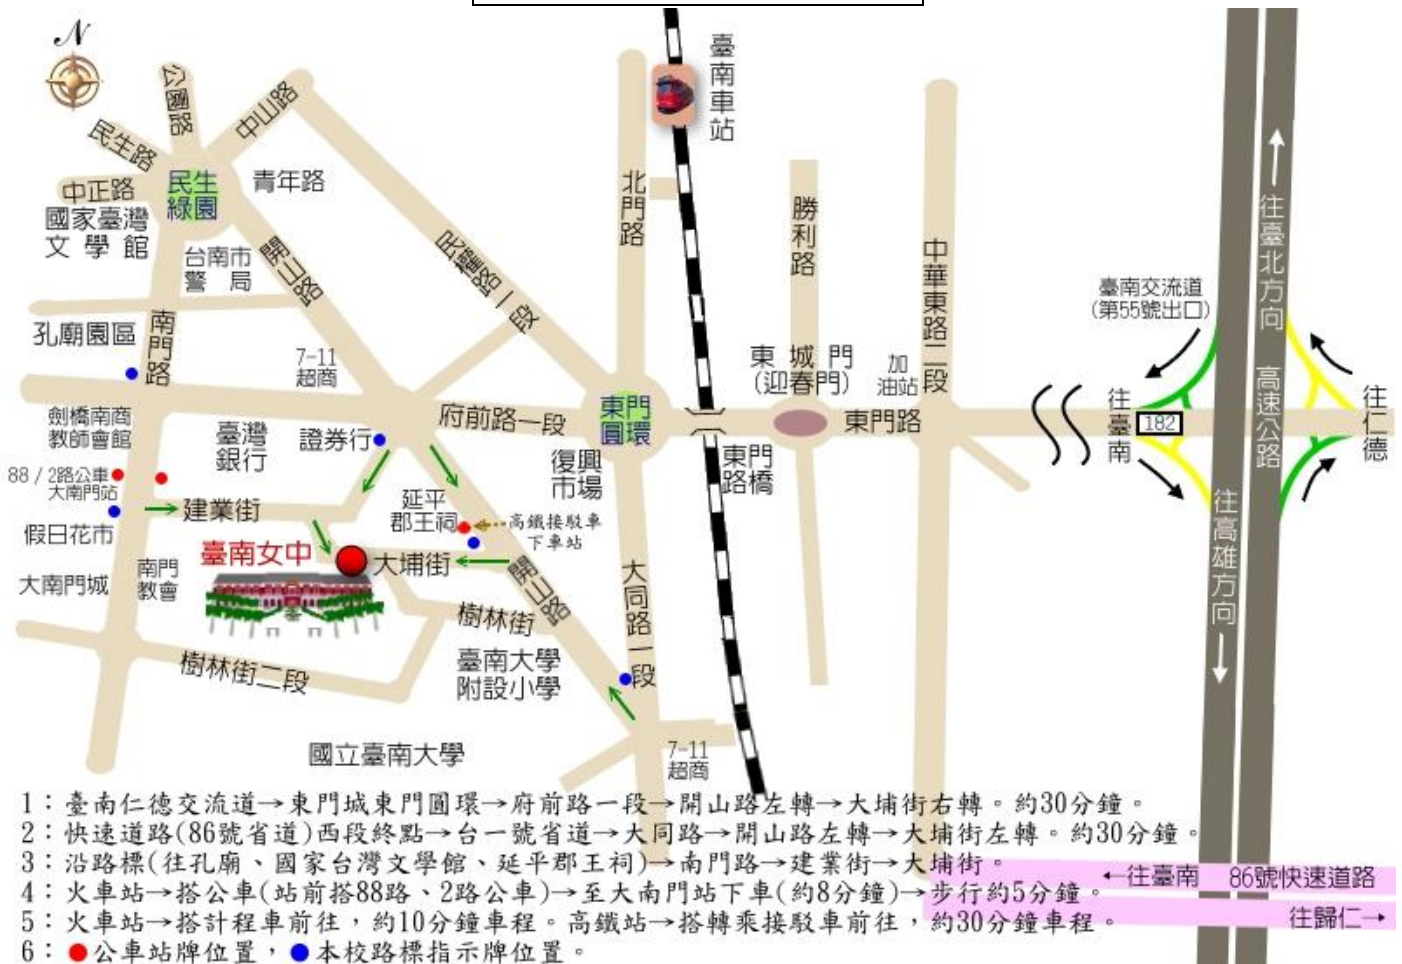 N
臺南車站
公園路
中山路
民生路
中正路
民生
綠園
青年路
國家臺灣
文學館
台南市
警局
開山路
民權路一段
北門路
勝利路
中華東路二段
往臺北方向
臺南交流道
(第55號出口)
孔廟園區
南門路
7-11
超商
東城門
(迎春門)
加
油站
高速公路
劍橋南商
教師會館
臺灣
銀行
證券行
府前路一段
東門
圓環
東門路
往臺南
182
往仁德
復興
市場
東門
路橋
88 / 2路公車
大南門站
建業街
延平
郡王祠
高鐵接駁車
下車站
往高雄方向
假日花市
臺南女中
大埔街
開山路
大同路一段
大南門城
南門
教會
樹林街
樹林街二段
臺南大學
附設小學
國立臺南大學
7-11
超商
1：臺南仁德交流道→東門城東門圓環→府前路一段→開山路左轉→大埔街右轉。約30分鐘。
2：快速道路(86號省道)西段終點→台一號省道→大同路→開山路左轉→大埔街左轉。約30分鐘。
3：沿路標(往孔廟、國家台灣文學館、延平郡王祠)→南門路→建業街→大埔街。
4：火車站→搭公車(站前搭88路、2路公車)→至大南門站下車(約8分鐘)→步行約5分鐘。
5：火車站→搭計程車前往，約10分鐘車程。高鐵站→搭轉乘接駁車前往，約30分鐘車程。
6：●公車站牌位置，●本校路標指示牌位置。
←往臺南 86號快速道路
往歸仁→